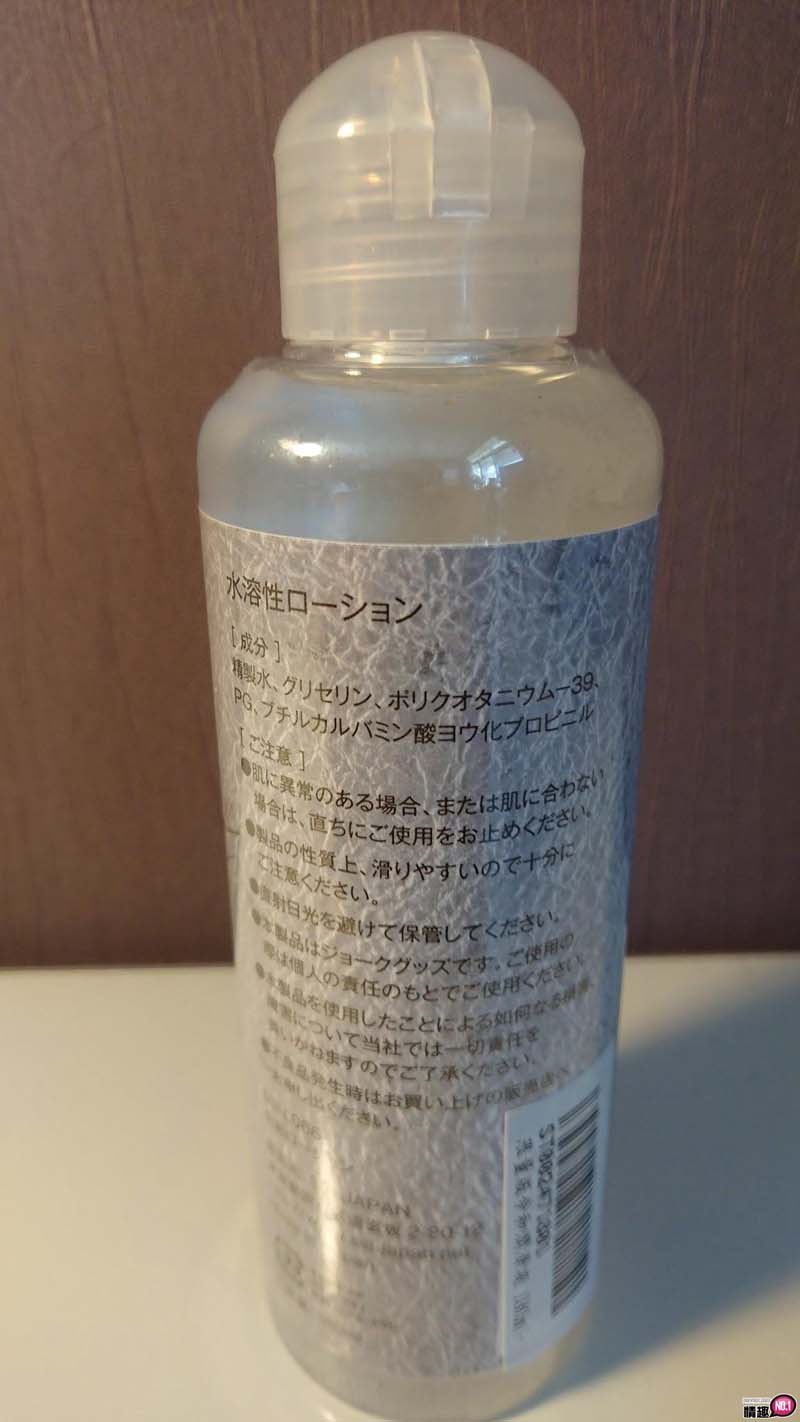 水溶性ローション
[ 成分 ]
精製水、グリセリン、ポリクオタニウム-39、
PG、ブチルカルバミン酸ヨウ化プロピニル
[ ご注意 ]
●肌に異常のある場合、または肌に合わない
場合は、直ちにご使用をお止めください。
●製品の性質上、滑りやすいので十分に
ご注意ください。
●直射日光を避けて保管してください。
●本製品はジョークグッズです。ご使用の
際は個人の責任のもとでご使用ください。
●本製品を使用したことによる如何なる損害、
障害について当社では一切責任を
負いかねますのでご了承ください。
●不良品発生時はお買い上げの販売店へ
お申し出ください。
JAPAN
情趣
NO.1